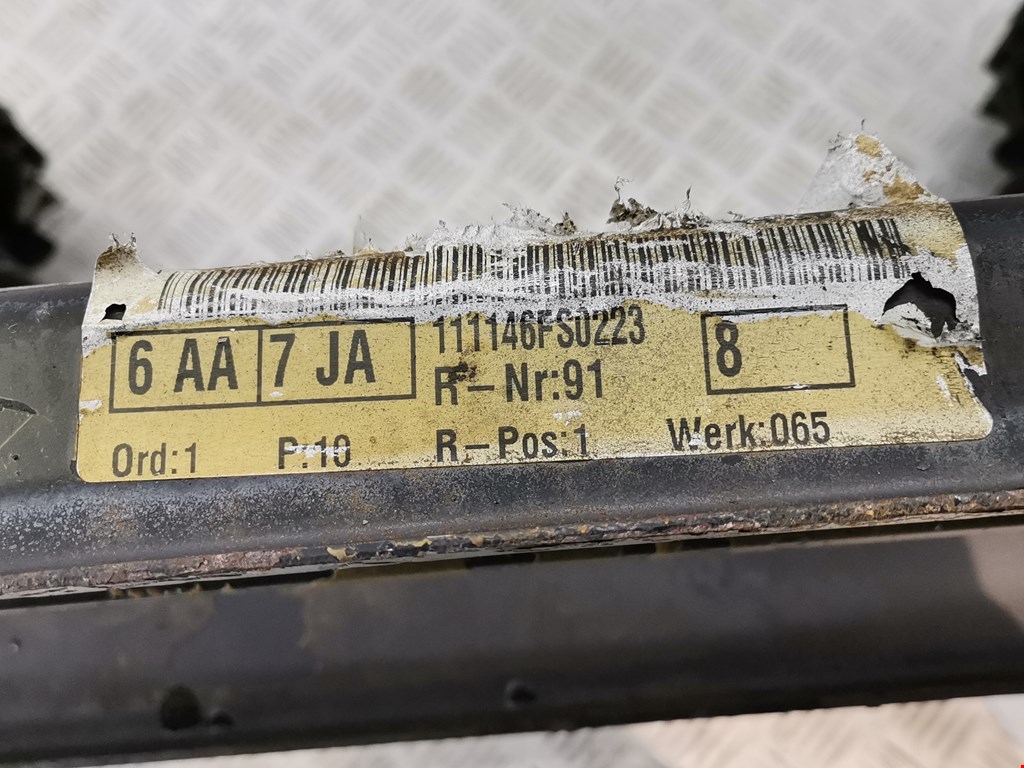 111146FS0223
6 AA 7 JA 8
R-Nr:91
Ord:1 P:10 R-Pos:1 Werk:065